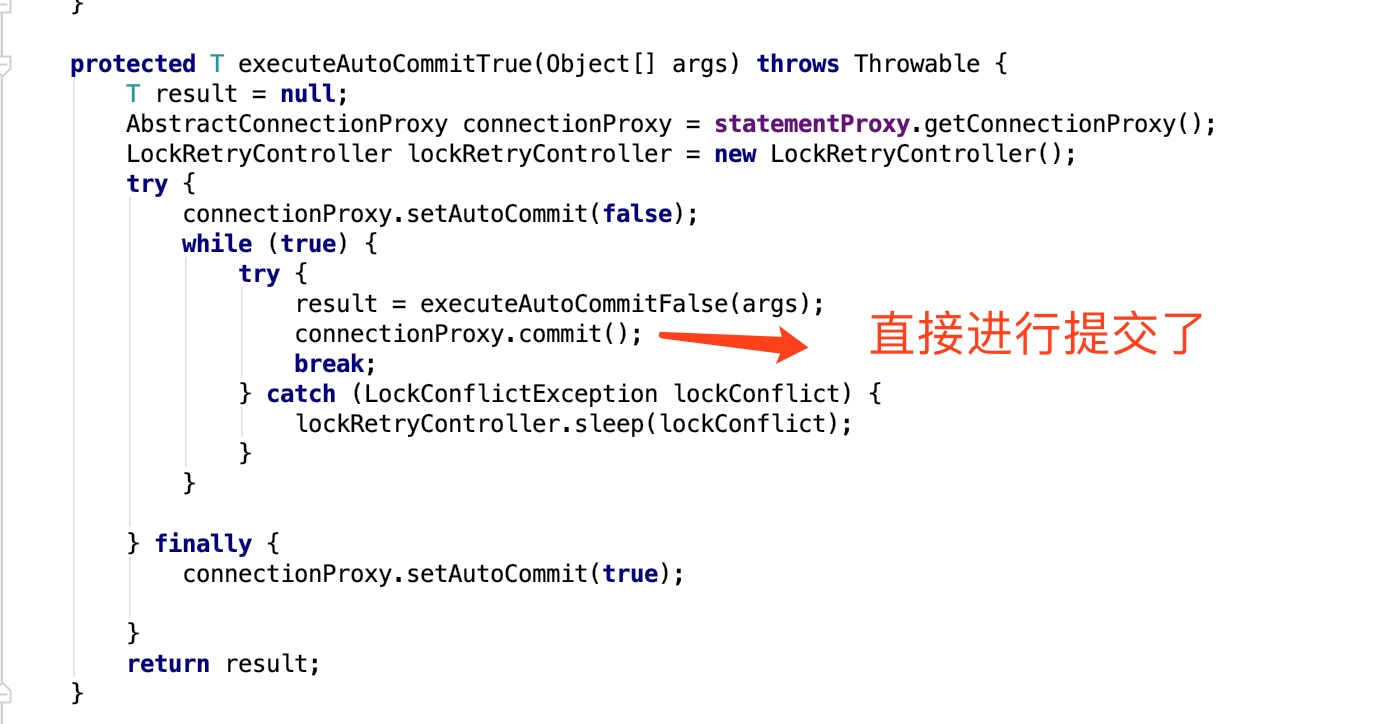 }
protected T executeAutoCommitTrue(Object[] args) throws Throwable {
T result = null;
AbstractConnectionProxy connectionProxy = statementProxy.getConnectionProxy();
LockRetryController lockRetryController = new LockRetryController();
try {
connectionProxy.setAutoCommit(false);
while (true) {
try {
result = executeAutoCommitFalse(args);
connectionProxy.commit(); 直接进行提交了
break;
} catch (LockConflictException lockConflict) {
lockRetryController.sleep(lockConflict);
}
}
} finally {
connectionProxy.setAutoCommit(true);
}
return result;
}